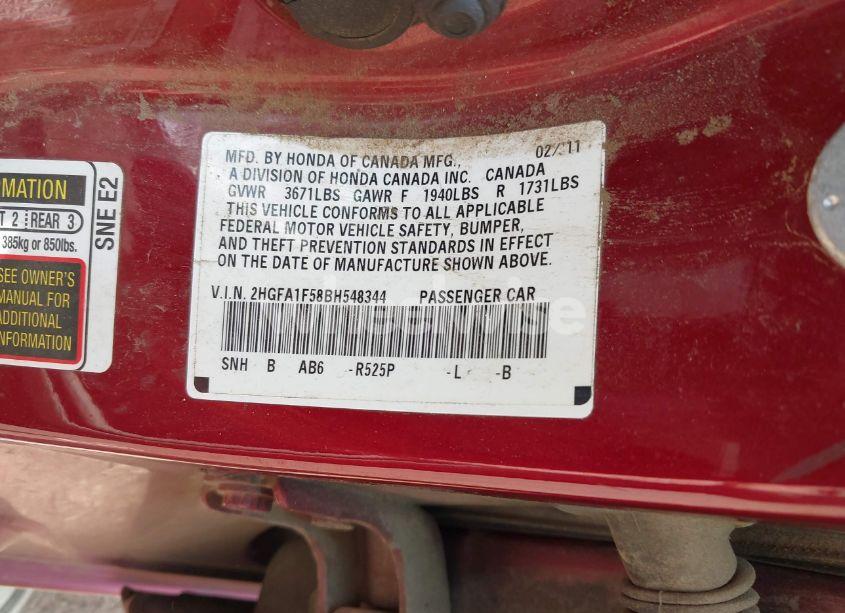 MFD. BY HONDA OF CANADA MFG., 02/11
A DIVISION OF HONDA CANADA INC. CANADA
GVWR 3671LBS GAWR F 1940LBS R 1731LBS
THIS VEHICLE CONFORMS TO ALL APPLICABLE
FEDERAL MOTOR VEHICLE SAFETY, BUMPER,
AND THEFT PREVENTION STANDARDS IN EFFECT
ON THE DATE OF MANUFACTURE SHOWN ABOVE.
V.I.N. 2HGFA1F58BH548344 PASSENGER CAR
SNH B AB6 -R525P -L -B
wheelwise
2 REAR 3
385kg or 850lbs.
SEE OWNER'S
MANUAL FOR
ADDITIONAL
INFORMATION
SNE E2